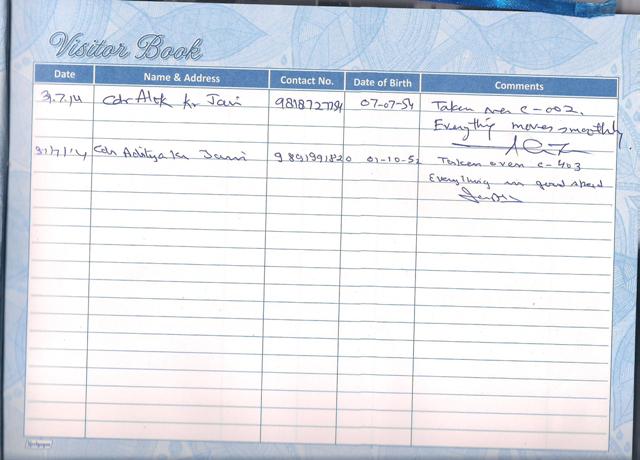 Visitor Book
Date Name & Address Contact No. Date of Birth Comments
3.7.14 Cdr Alok Kr Jain 9818727794 07-07-54 Taken over C-002.
Everything moves smoothly.
31/7/14 Cdr Aditya Kr Jain 9891991820 01-10-52 Taken over C-403
Everything in good